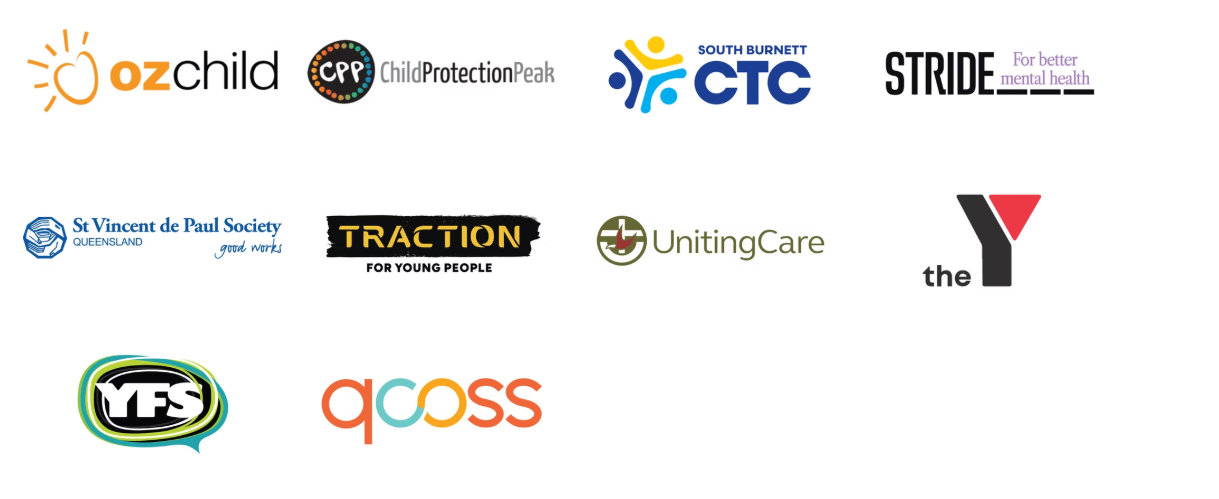 ozchild
CPP ChildProtectionPeak
SOUTH BURNETT
CTC
STRIDE
For better
mental health
St Vincent de Paul Society
QUEENSLAND
good works
TRACTION
FOR YOUNG PEOPLE
UnitingCare
the Y
YFS
qcoss